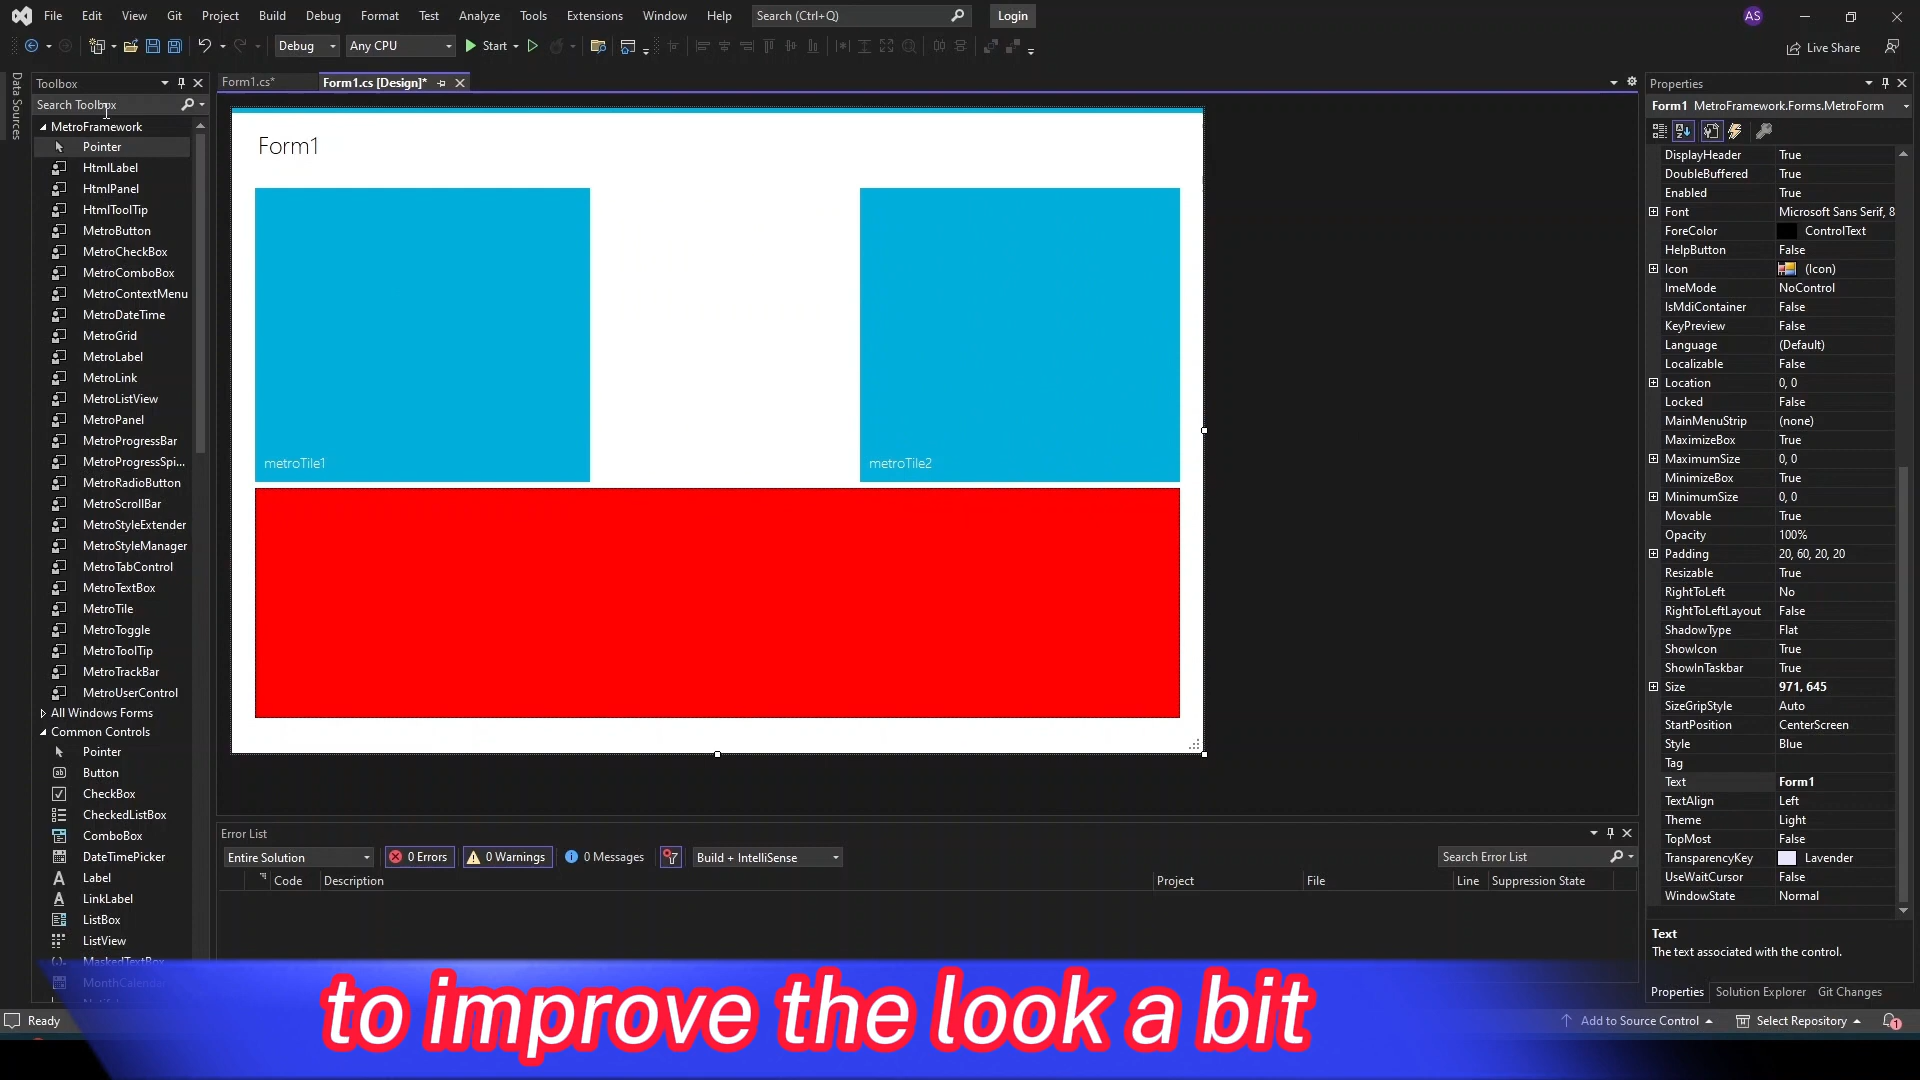 File Edit View Git Project Build Debug Format Test Analyze Tools Extensions Window Help Search (Ctrl+Q) Login AS
Debug Any CPU Start Live Share
Data Sources
Toolbox
Search Toolbox
MetroFramework
Pointer
HtmlLabel
HtmlPanel
HtmlToolTip
MetroButton
MetroCheckBox
MetroComboBox
MetroContextMenu
MetroDateTime
MetroGrid
MetroLabel
MetroLink
MetroListView
MetroPanel
MetroProgressBar
MetroProgressSpi...
MetroRadioButton
MetroScrollBar
MetroStyleExtender
MetroStyleManager
MetroTabControl
MetroTextBox
MetroTile
MetroToggle
MetroToolTip
MetroTrackBar
MetroUserControl
All Windows Forms
Common Controls
Pointer
Button
CheckBox
CheckedListBox
ComboBox
DateTimePicker
Label
LinkLabel
ListBox
ListView
MaskedTextBox
MonthCalendar
Form1.cs* Form1.cs [Design]*
Form1
metroTile1
metroTile2
Error List
Entire Solution 0 Errors 0 Warnings 0 Messages Build + IntelliSense Search Error List
Code Description Project File Line Suppression State
Properties
Form1 MetroFramework.Forms.MetroForm
DisplayHeader True
DoubleBuffered True
Enabled True
Font Microsoft Sans Serif, 8
ForeColor ControlText
HelpButton False
Icon (Icon)
ImeMode NoControl
IsMdiContainer False
KeyPreview False
Language (Default)
Localizable False
Location 0, 0
Locked False
MainMenuStrip (none)
MaximizeBox True
MaximumSize 0, 0
MinimizeBox True
MinimumSize 0, 0
Movable True
Opacity 100%
Padding 20, 60, 20, 20
Resizable True
RightToLeft No
RightToLeftLayout False
ShadowType Flat
ShowIcon True
ShowInTaskbar True
Size 971, 645
SizeGripStyle Auto
StartPosition CenterScreen
Style Blue
Tag
Text Form1
TextAlign Left
Theme Light
TopMost False
TransparencyKey Lavender
UseWaitCursor False
WindowState Normal
Text
The text associated with the control.
Properties Solution Explorer Git Changes
Ready Add to Source Control Select Repository 1
to improve the look a bit